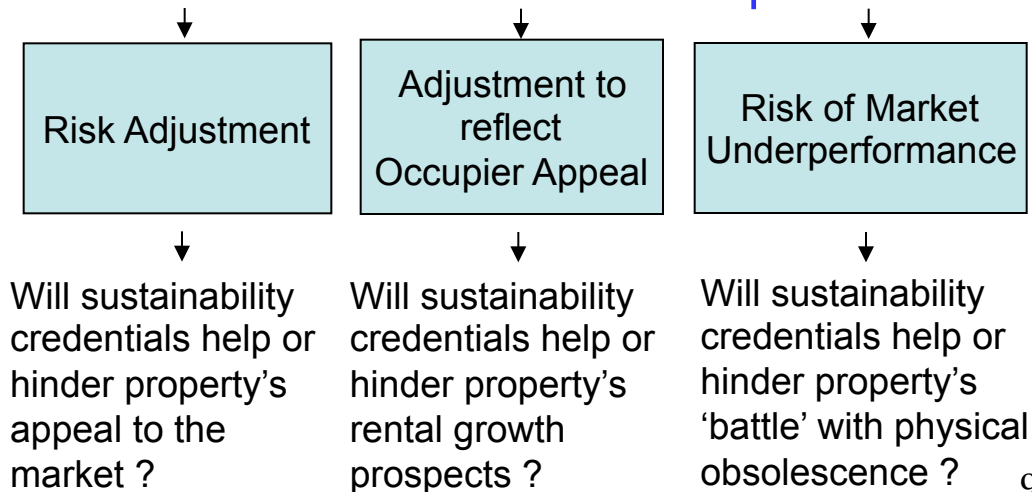 Risk Adjustment
Adjustment to
reflect
Occupier Appeal
Risk of Market
Underperformance
Will sustainability
credentials help or
hinder property's
appeal to the
market ?
Will sustainability
credentials help or
hinder property's
rental growth
prospects ?
Will sustainability
credentials help or
hinder property's
‘battle’ with physical
obsolescence ?